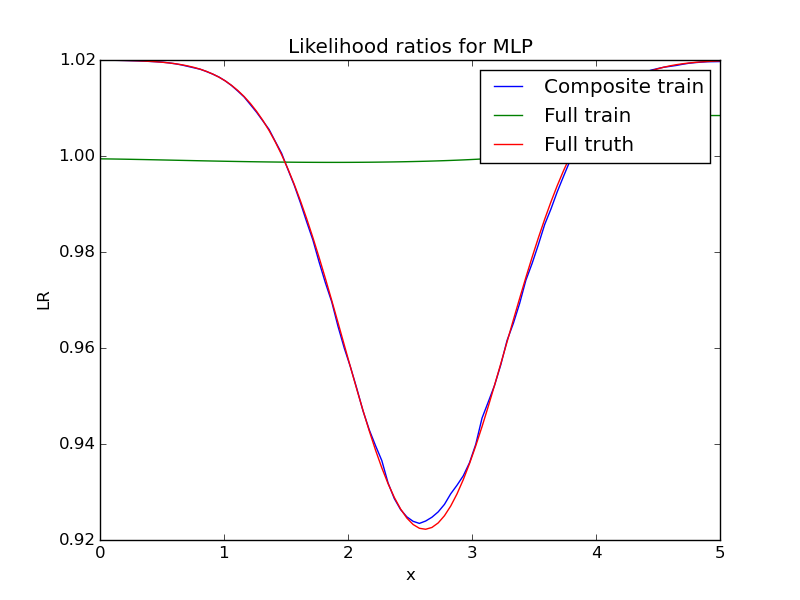 Likelihood ratios for MLP
1.02
1.00
0.98
0.96
0.94
0.92
LR
Composite train
Full train
Full truth
0 1 2 3 4 5
x